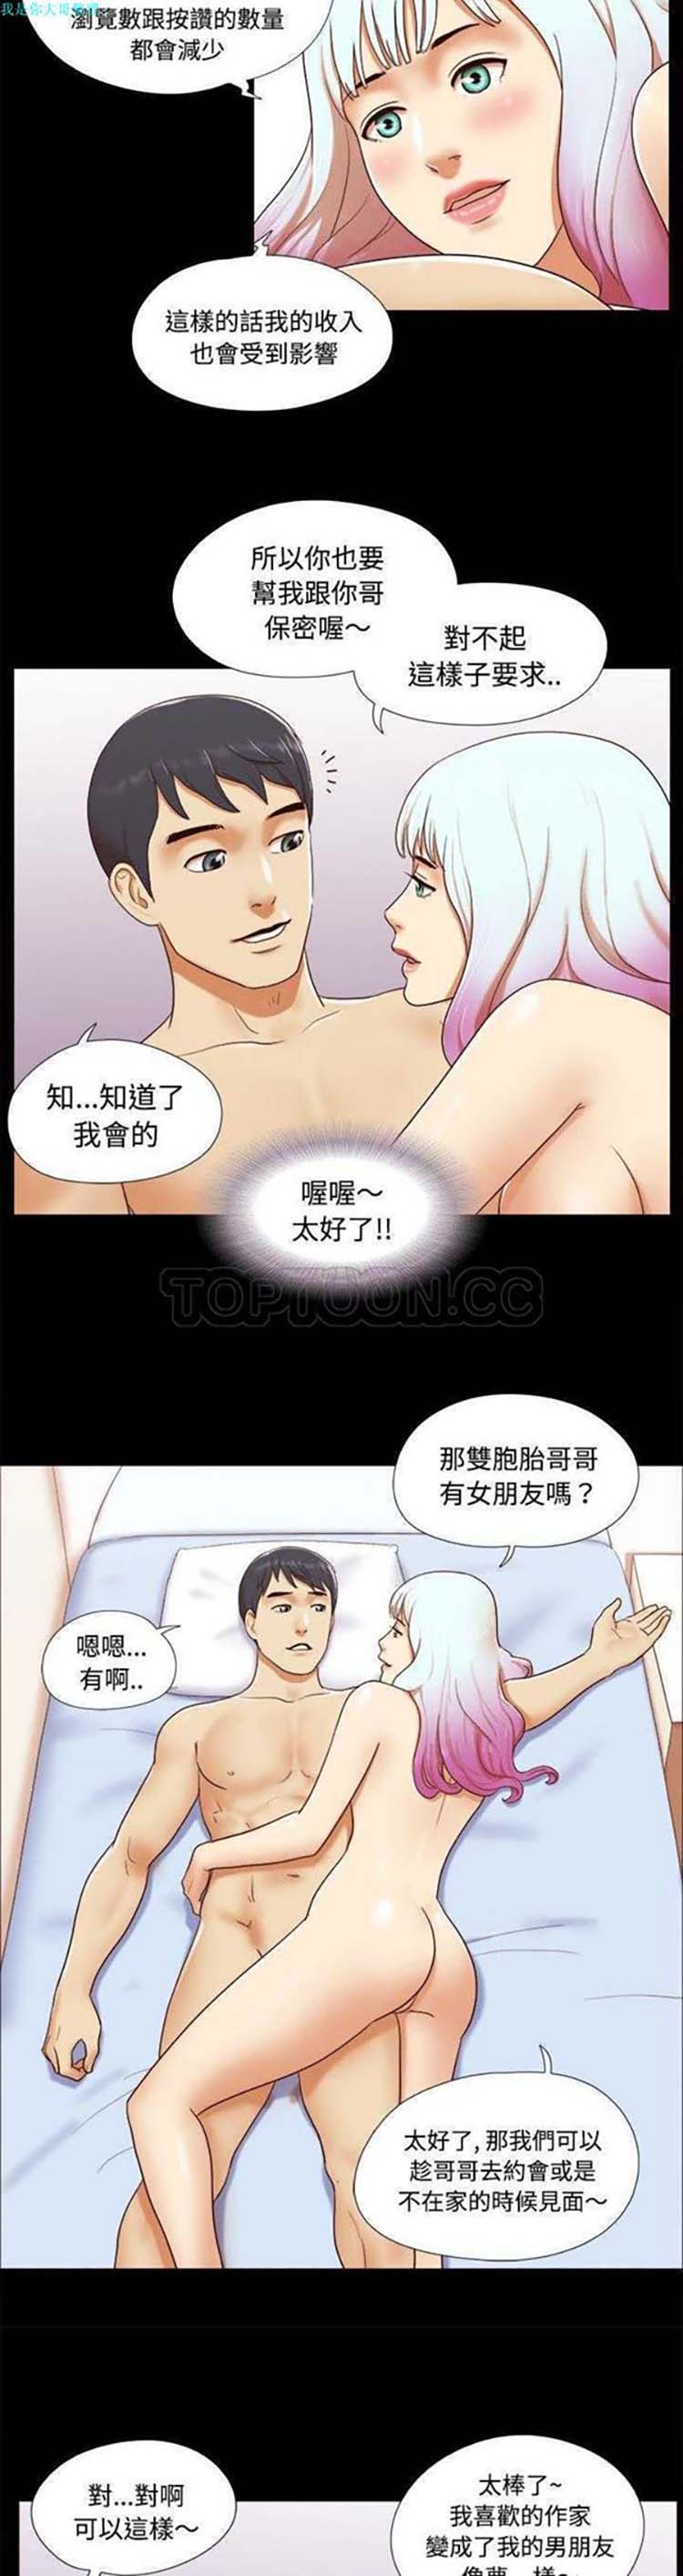 我是你大哥
瀏覽數跟按讚的數量
都會減少
這樣的話我的收入
也會受到影響
所以你也要
幫我跟你哥
保密喔～
對不起
這樣子要求..
知...知道了
我會的
喔喔～
太好了!!
TOPTOON.CC
那雙胞胎哥哥
有女朋友嗎？
嗯嗯...
有啊..
太好了, 那我們可以
趁哥哥去約會或是
不在家的時候見面～
對...對啊
可以這樣～
太棒了~
我喜歡的作家
變成了我的男朋友